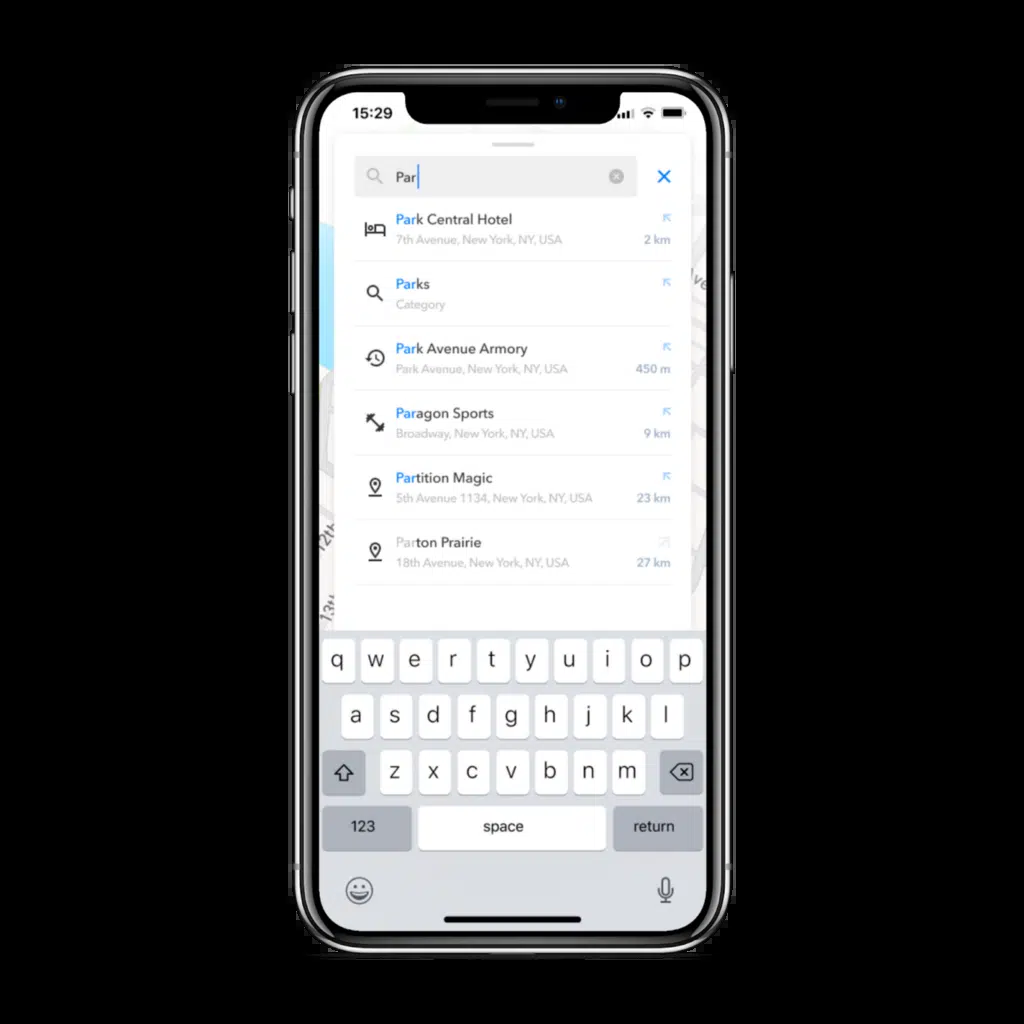 15:29
Par
Park Central Hotel
7th Avenue, New York, NY, USA
2 km
Parks
Category
Park Avenue Armory
Park Avenue, New York, NY, USA
450 m
Paragon Sports
Broadway, New York, NY, USA
9 km
Partition Magic
5th Avenue 1134, New York, NY, USA
23 km
Parton Prairie
18th Avenue, New York, NY, USA
27 km
12th
13th
q w e r t y u i o p
a s d f g h j k l
z x c v b n m
123 space return